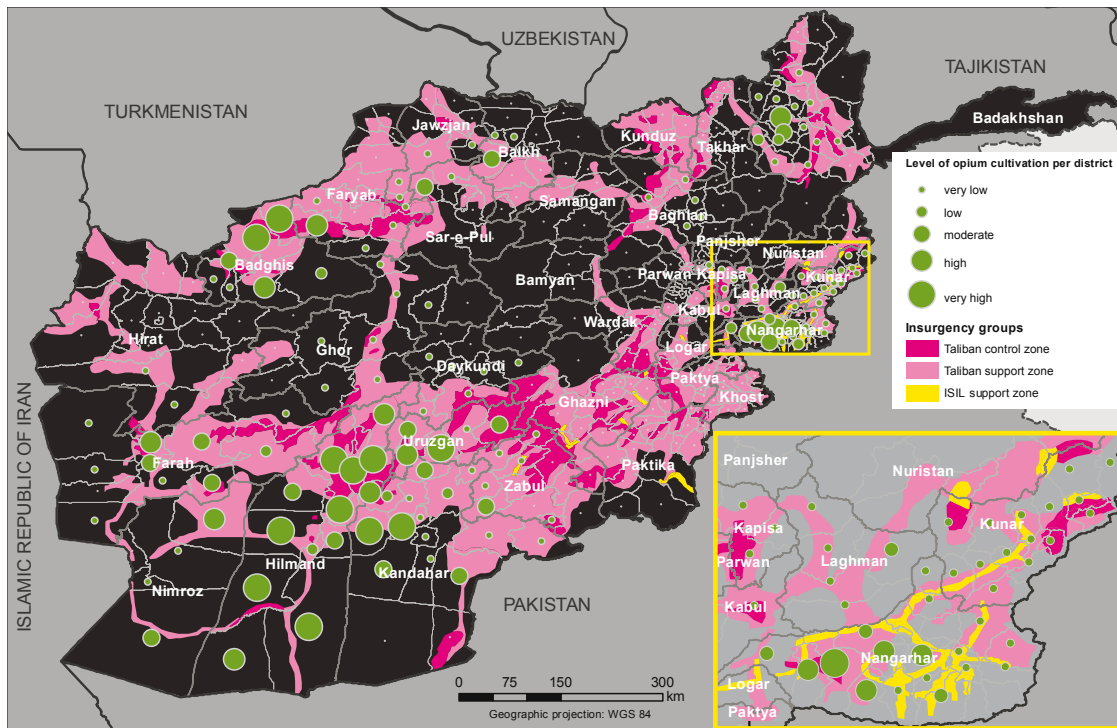 UZBEKISTAN
TAJIKISTAN
TURKMENISTAN
Badakhshan
Jawzjan
Kunduz
Balkh
Takhar
Faryab
Samangan
Baghlan
Sar-e-Pul
Panjsher
Badghis
Nuristan
Parwan Kapisa
Kunar
Bamyan
Laghman
Kabul
Wardak
Nangarhar
Hirat
Ghor
Logar
Daykundi
Paktya
Ghazni
Khost
Uruzgan
Farah
Paktika
Zabul
Hilmand
Kandahar
Nimroz
ISLAMIC REPUBLIC OF IRAN
PAKISTAN
0 75 150 300
km
Geographic projection: WGS 84
Level of opium cultivation per district
very low
low
moderate
high
very high
Insurgency groups
Taliban control zone
Taliban support zone
ISIL support zone
Panjsher
Nuristan
Kapisa
Kunar
Parwan
Laghman
Kabul
Nangarhar
Logar
Paktya